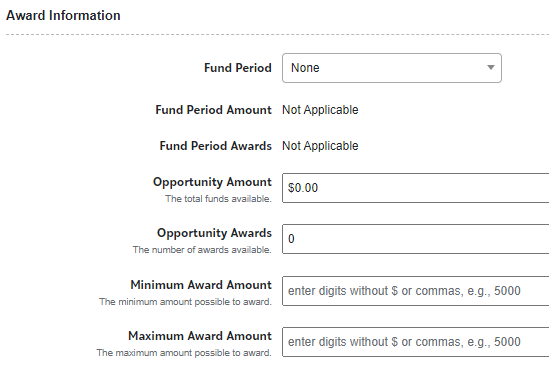 Award Information
Fund Period None
Fund Period Amount Not Applicable
Fund Period Awards Not Applicable
Opportunity Amount $0.00
The total funds available.
Opportunity Awards 0
The number of awards available.
Minimum Award Amount enter digits without $ or commas, e.g., 5000
The minimum amount possible to award.
Maximum Award Amount enter digits without $ or commas, e.g., 5000
The maximum amount possible to award.